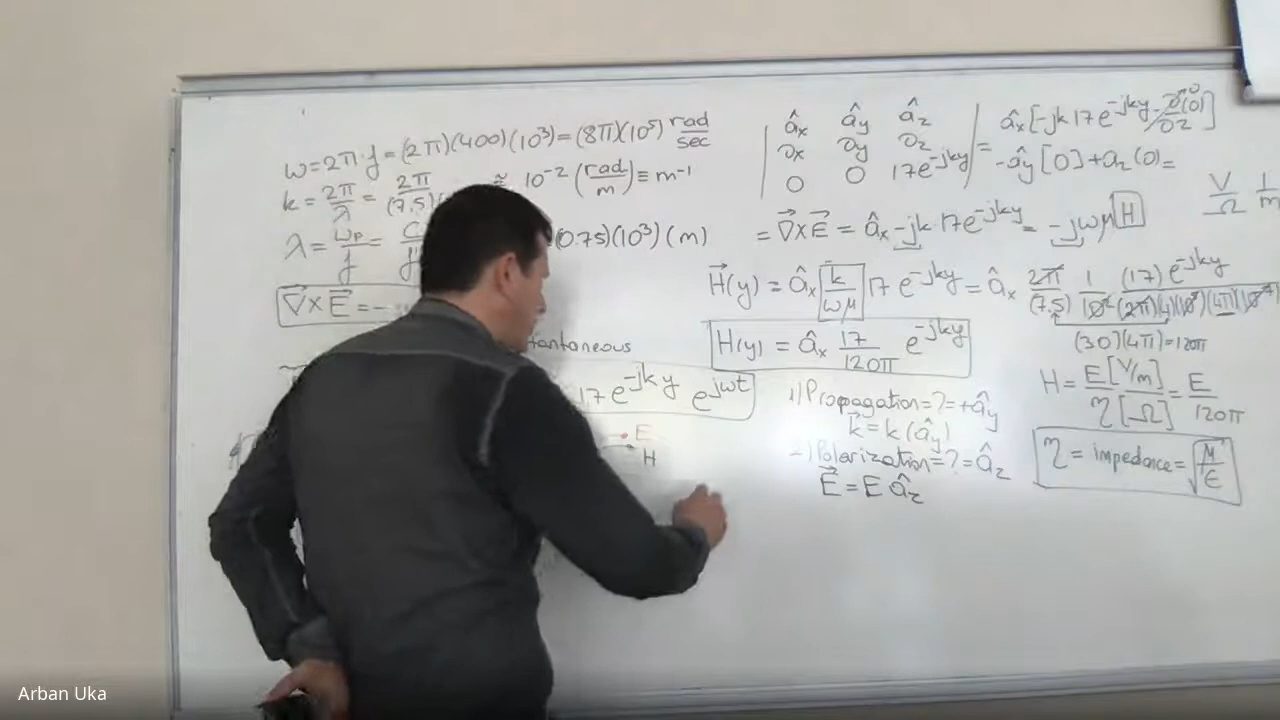 ω = 2π·f = (2π)(400)(10³) = (8π)(10⁵) rad/sec
k = 2π/λ = 2π/(7.5)( ≅ 10⁻² (rad/m) ≡ m⁻¹
λ = υp/f = (0.75)(10³) (m)
∇ × E = -
tantaneous
17 e^-jky e^jωt
E
H
| âx ây âz |
| ∂x ∂y ∂z | = âx[-jk 17 e^-jky - ∂(0)/∂z]
| 0 0 17e^-jky | -ây[0] + az(0) =
= ∇ × E = âx -jk·17e^-jky = -jωμ H
H(y) = âx k/ωμ 17 e^-jky = âx 2π/(7.5) 1/10² (17) e^-jky/(2π)(4)(10⁵)(4π)(10⁻⁷)
(30)(4π) = 120π
H(y) = âx 17/120π e^-jky
H = E[V/m]/η[Ω] = E/120π
1) Propagation = ? = +ây
k = k(ây)
2) Polarization = ? = âz
E = E âz
η = impedance = √μ/ε
V/Ω 1/m
Arban Uka